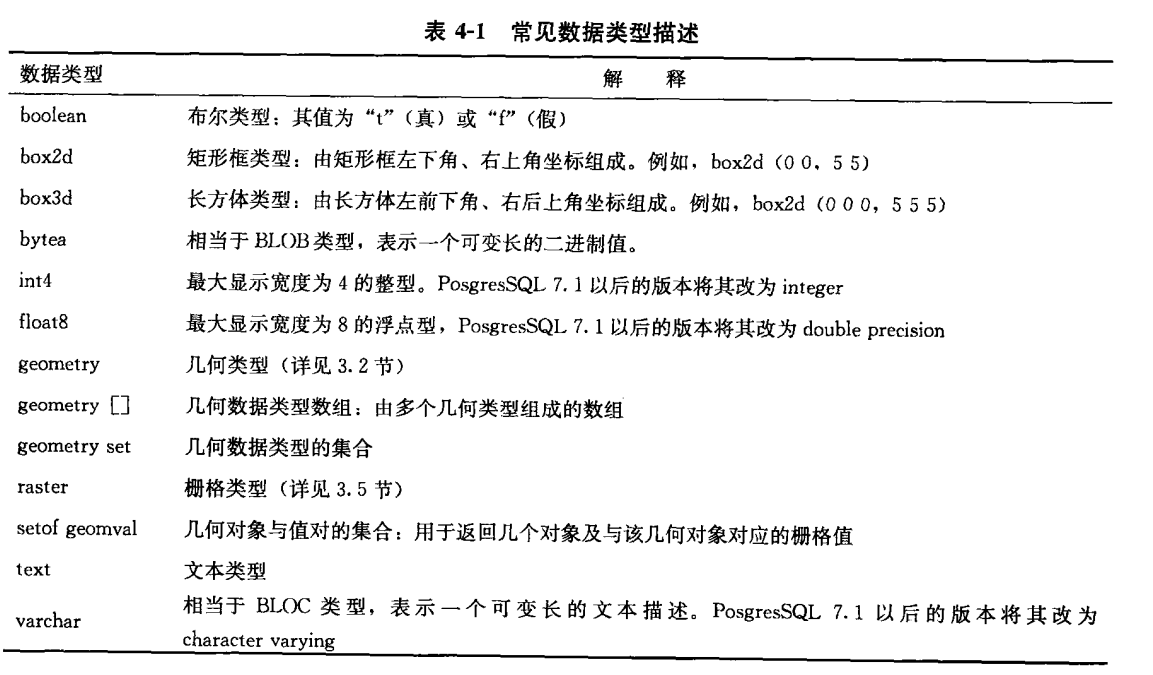 表 4-1 常见数据类型描述
数据类型 解 释
boolean 布尔类型：其值为“t”（真）或“f”（假）
box2d 矩形框类型：由矩形框左下角、右上角坐标组成。例如，box2d（0 0，5 5）
box3d 长方体类型：由长方体左前下角、右后上角坐标组成。例如，box2d（0 0 0，5 5 5）
bytea 相当于 BLOB 类型，表示一个可变长的二进制值。
int4 最大显示宽度为 4 的整型。PosgresSQL 7.1 以后的版本将其改为 integer
float8 最大显示宽度为 8 的浮点型，PosgresSQL 7.1 以后的版本将其改为 double precision
geometry 几何类型（详见 3.2 节）
geometry [] 几何数据类型数组：由多个几何类型组成的数组
geometry set 几何数据类型的集合
raster 栅格类型（详见 3.5 节）
setof geomval 几何对象与值对的集合：用于返回几个对象及与该几何对象对应的栅格值
text 文本类型
varchar 相当于 BLOC 类型，表示一个可变长的文本描述。PosgresSQL 7.1 以后的版本将其改为
character varying